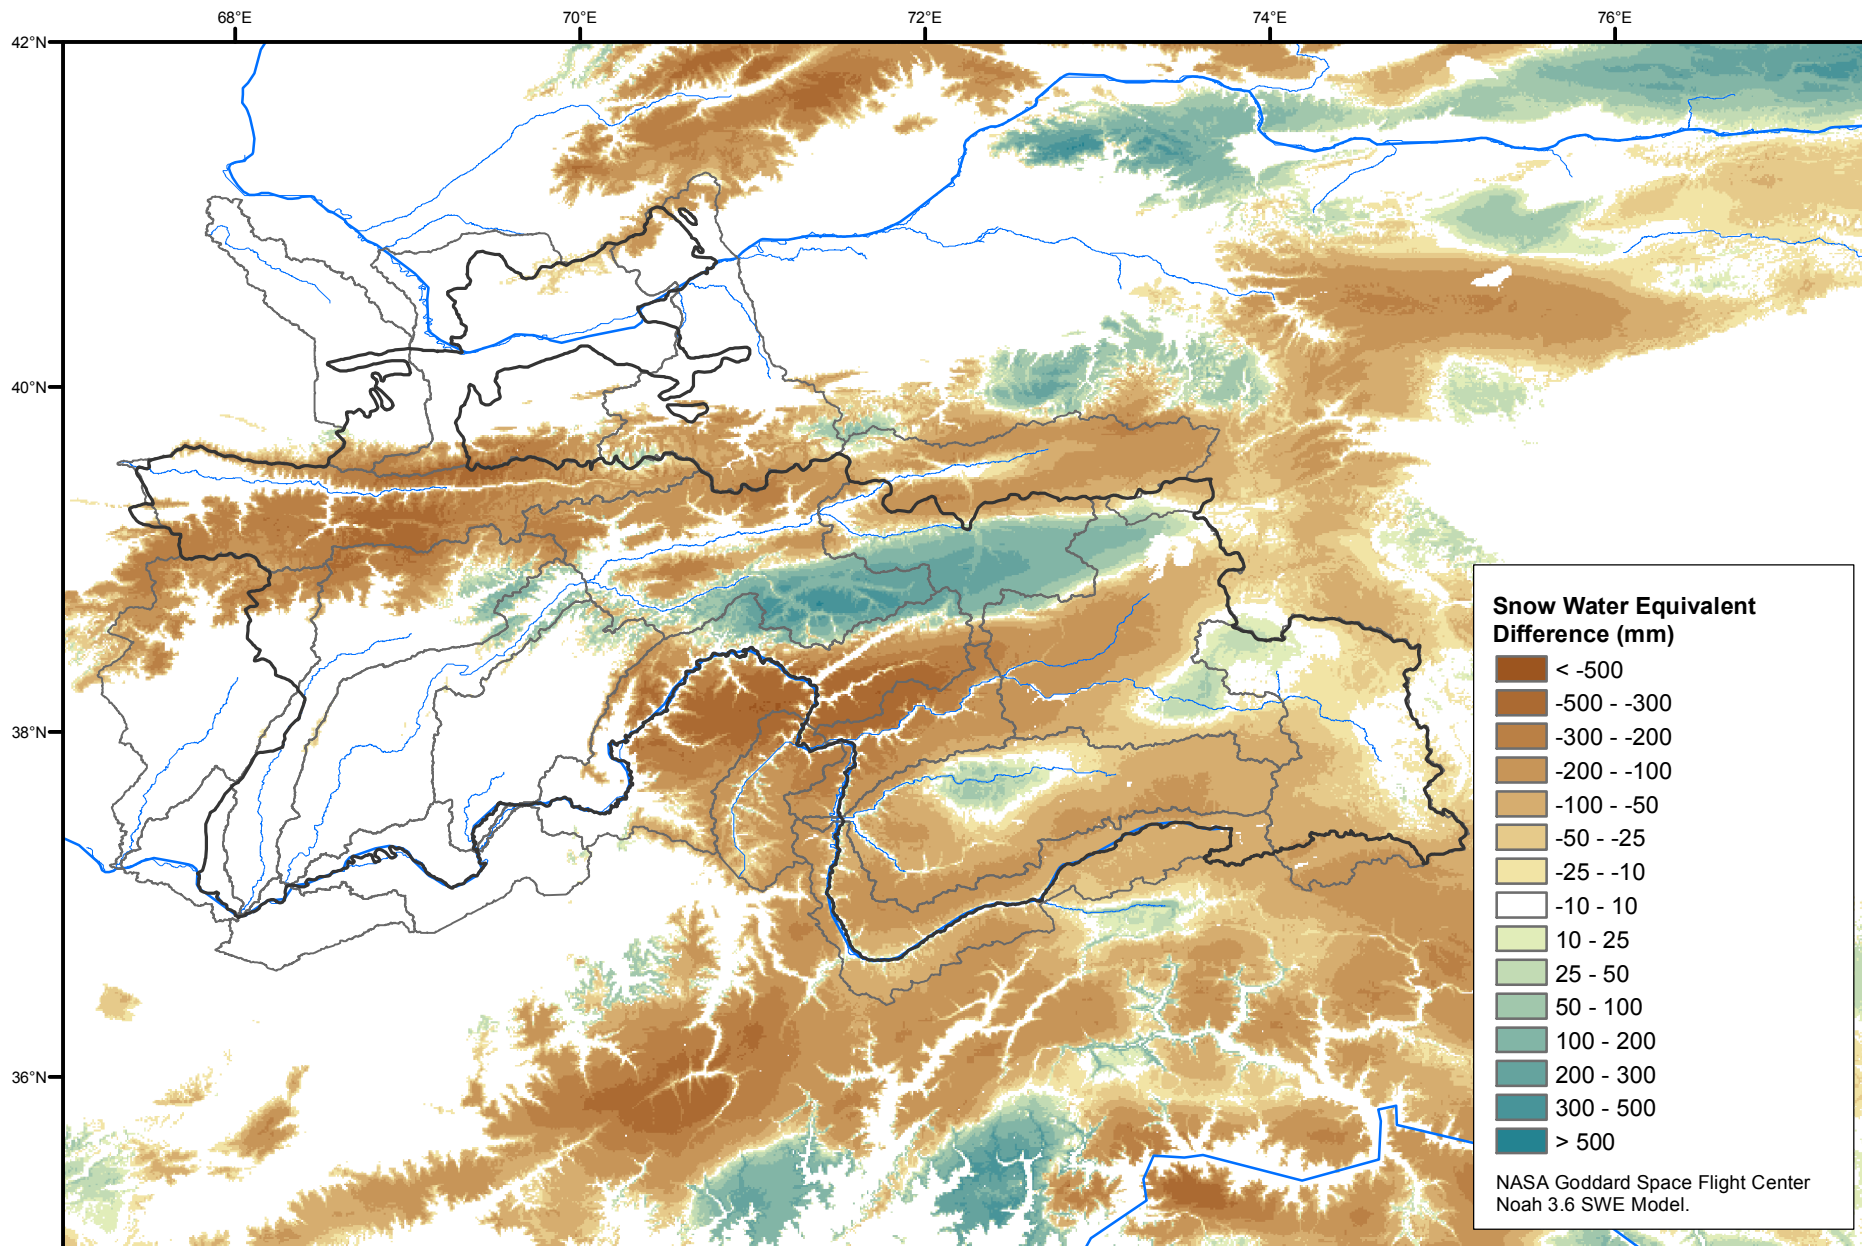 68°E
70°E
72°E
74°E
76°E
42°N
40°N
38°N
36°N
Snow Water Equivalent
Difference (mm)
< -500
-500 - -300
-300 - -200
-200 - -100
-100 - -50
-50 - -25
-25 - -10
-10 - 10
10 - 25
25 - 50
50 - 100
100 - 200
200 - 300
300 - 500
> 500
NASA Goddard Space Flight Center
Noah 3.6 SWE Model.